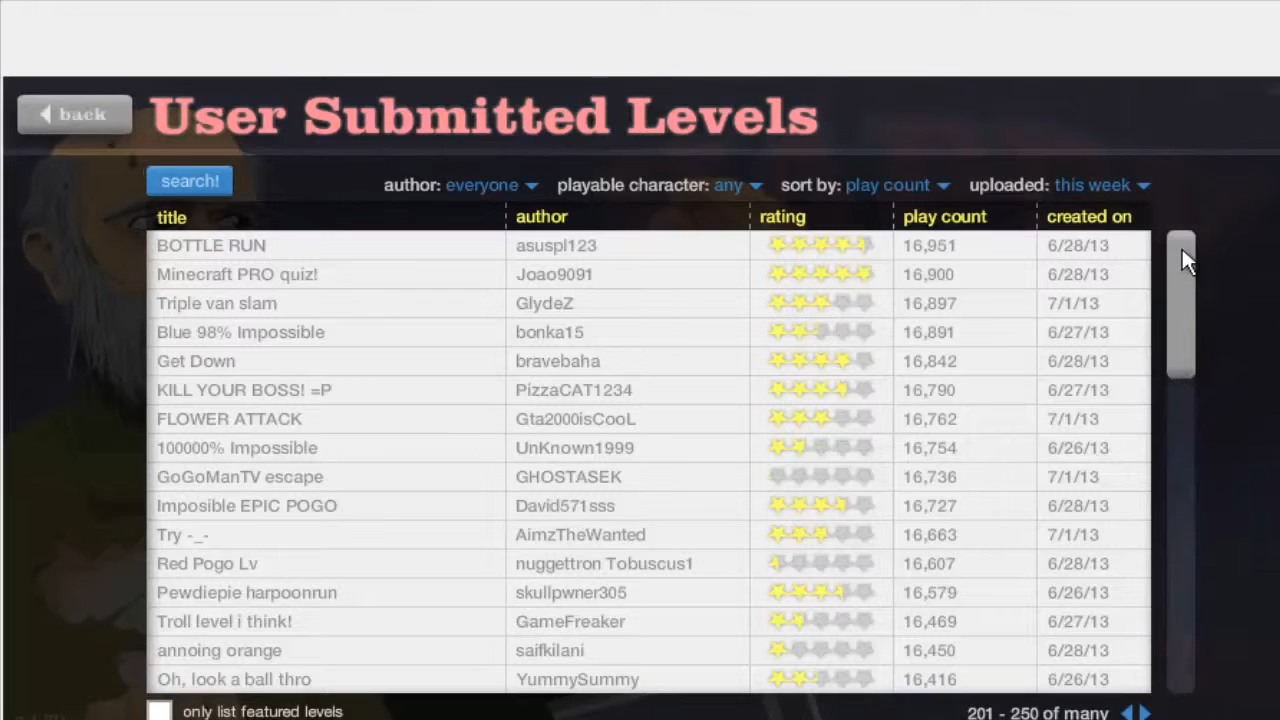 back
User Submitted Levels
search! author: everyone playable character: any sort by: play count uploaded: this week
title author rating play count created on
BOTTLE RUN asuspl123 16,951 6/28/13
Minecraft PRO quiz! Joao9091 16,900 6/28/13
Triple van slam GlydeZ 16,897 7/1/13
Blue 98% Impossible bonka15 16,891 6/27/13
Get Down bravebaha 16,842 6/28/13
KILL YOUR BOSS! =P PizzaCAT1234 16,790 6/27/13
FLOWER ATTACK Gta2000isCooL 16,762 7/1/13
100000% Impossible UnKnown1999 16,754 6/26/13
GoGoManTV escape GHOSTASEK 16,736 7/1/13
Imposible EPIC POGO David571sss 16,727 6/28/13
Try -_- AimzTheWanted 16,663 7/1/13
Red Pogo Lv nuggettron Tobuscus1 16,607 6/28/13
Pewdiepie harpoonrun skullpwner305 16,579 6/26/13
Troll level i think! GameFreaker 16,469 6/27/13
annoing orange saifkilani 16,450 6/28/13
Oh, look a ball thro YummySummy 16,416 6/26/13
only list featured levels 201 - 250 of many